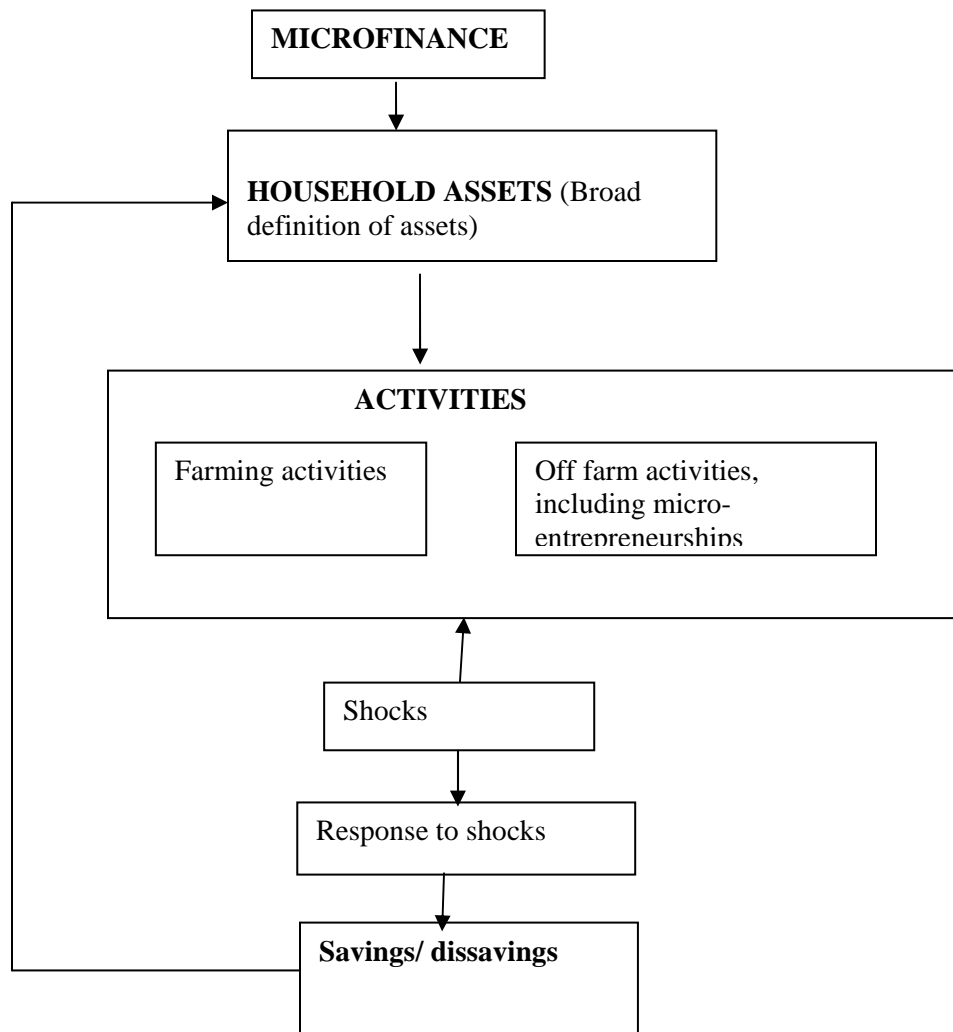 MICROFINANCE
HOUSEHOLD ASSETS (Broad
definition of assets)
ACTIVITIES
Farming activities
Off farm activities,
including micro-
entrepreneurships
Shocks
Response to shocks
Savings/ dissavings